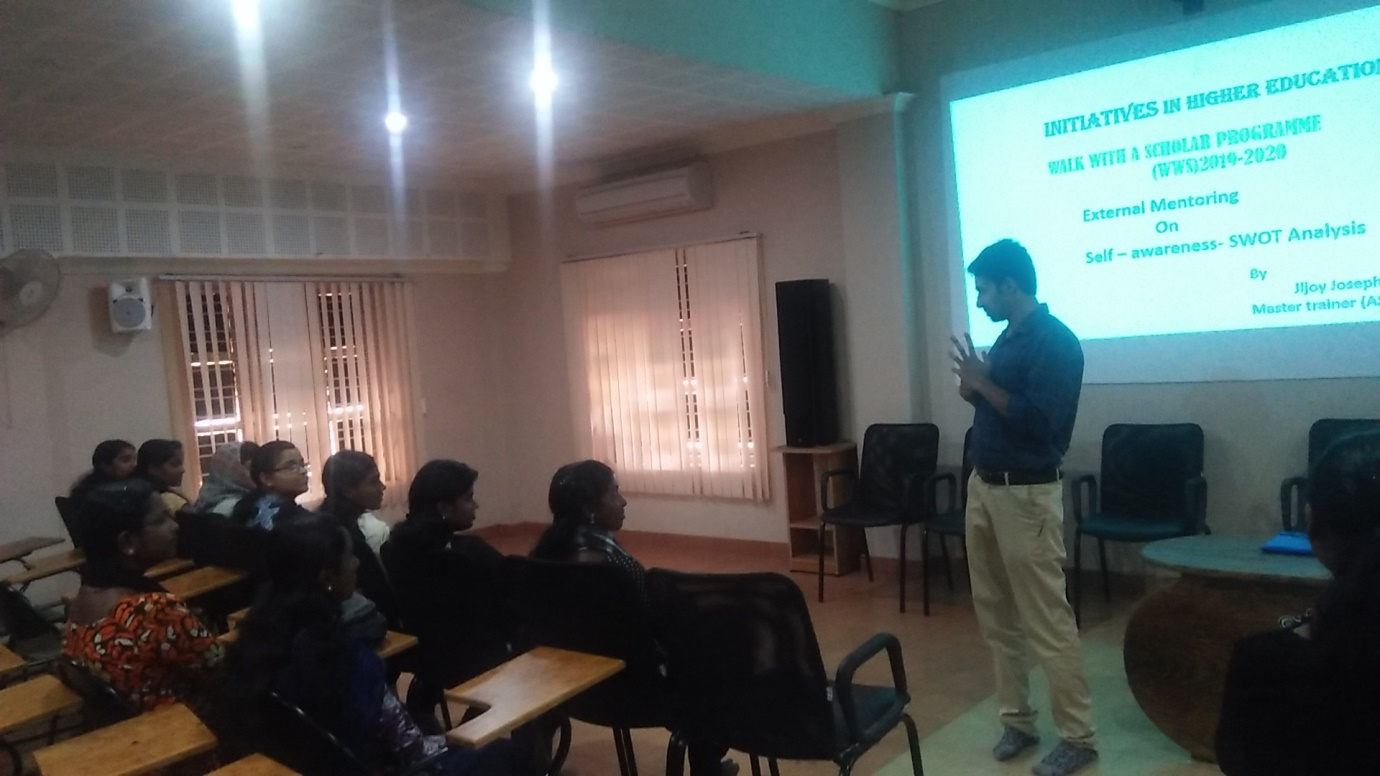 INITIATIVES IN HIGHER EDUCATION
WALK WITH A SCHOLAR PROGRAMME
(WWS)2019-2020
External Mentoring
On
Self – awareness- SWOT Analysis
By
Jijoy Joseph
Master trainer (AS